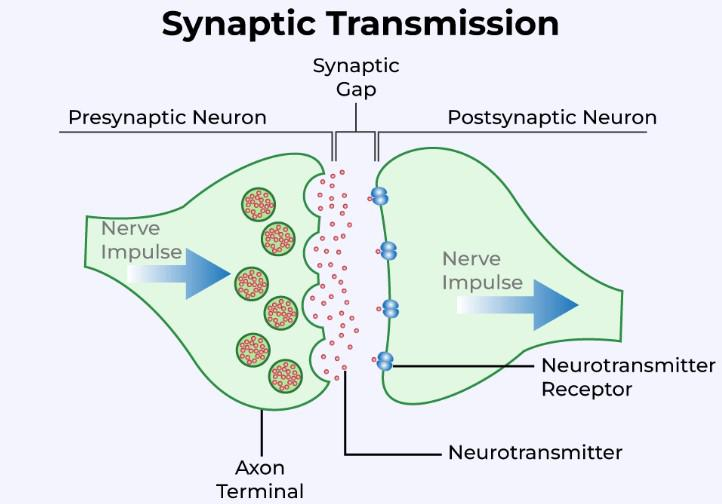 Synaptic Transmission
Synaptic
Gap
Presynaptic Neuron
Postsynaptic Neuron
Nerve
Impulse
Nerve
Impulse
Neurotransmitter
Receptor
Neurotransmitter
Axon
Terminal